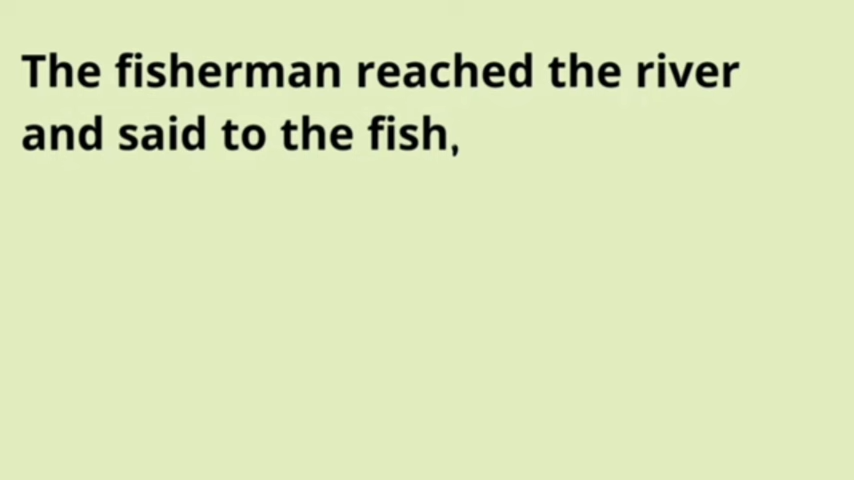 The fisherman reached the river
and said to the fish,